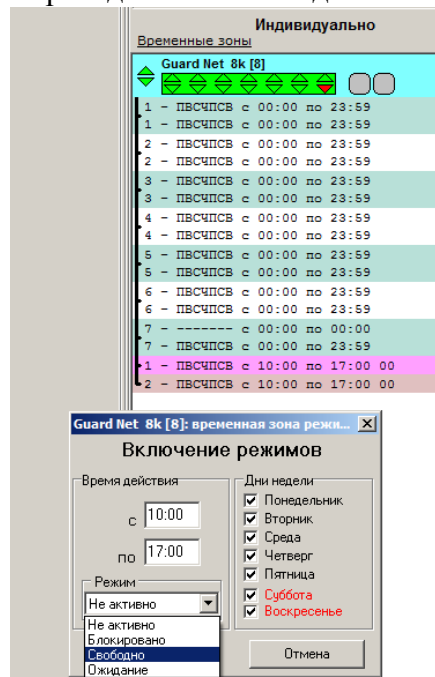 Индивидуально
Временные зоны
Guard Net 8k [8]
1 - ПВСЧПСВ с 00:00 по 23:59
1 - ПВСЧПСВ с 00:00 по 23:59
2 - ПВСЧПСВ с 00:00 по 23:59
2 - ПВСЧПСВ с 00:00 по 23:59
3 - ПВСЧПСВ с 00:00 по 23:59
3 - ПВСЧПСВ с 00:00 по 23:59
4 - ПВСЧПСВ с 00:00 по 23:59
4 - ПВСЧПСВ с 00:00 по 23:59
5 - ПВСЧПСВ с 00:00 по 23:59
5 - ПВСЧПСВ с 00:00 по 23:59
6 - ПВСЧПСВ с 00:00 по 23:59
6 - ПВСЧПСВ с 00:00 по 23:59
7 - ------- с 00:00 по 00:00
7 - ПВСЧПСВ с 00:00 по 23:59
1 - ПВСЧПСВ с 10:00 по 17:00 00
2 - ПВСЧПСВ с 10:00 по 17:00 00
Guard Net 8k [8]: временная зона режи...
Включение режимов
Время действия
с 10:00
по 17:00
Режим
Не активно
Не активно
Блокировано
Свободно
Ожидание
Дни недели
Понедельник
Вторник
Среда
Четверг
Пятница
Суббота
Воскресенье
Отмена